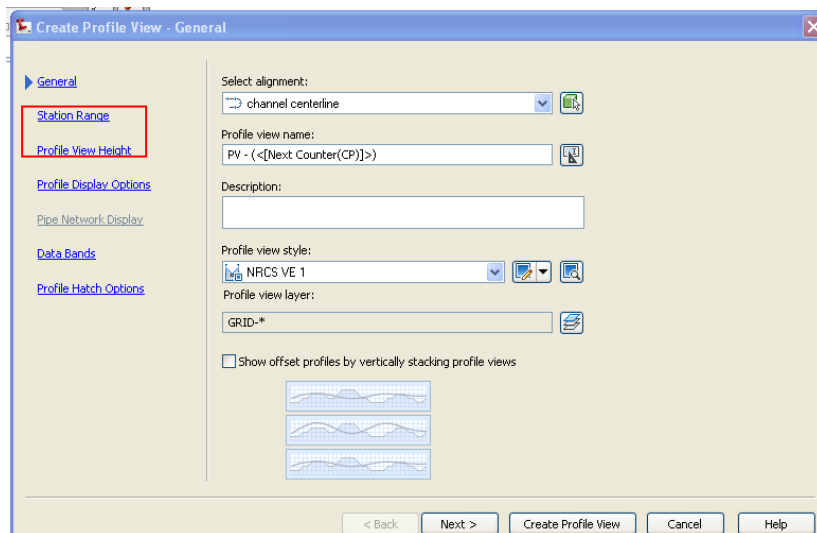 Create Profile View - General
General
Station Range
Profile View Height
Profile Display Options
Pipe Network Display
Data Bands
Profile Hatch Options
Select alignment:
channel centerline
Profile view name:
PV - (<[Next Counter(CP)]>)
Description:
Profile view style:
NRCS VE 1
Profile view layer:
GRID-*
Show offset profiles by vertically stacking profile views
< Back
Next >
Create Profile View
Cancel
Help